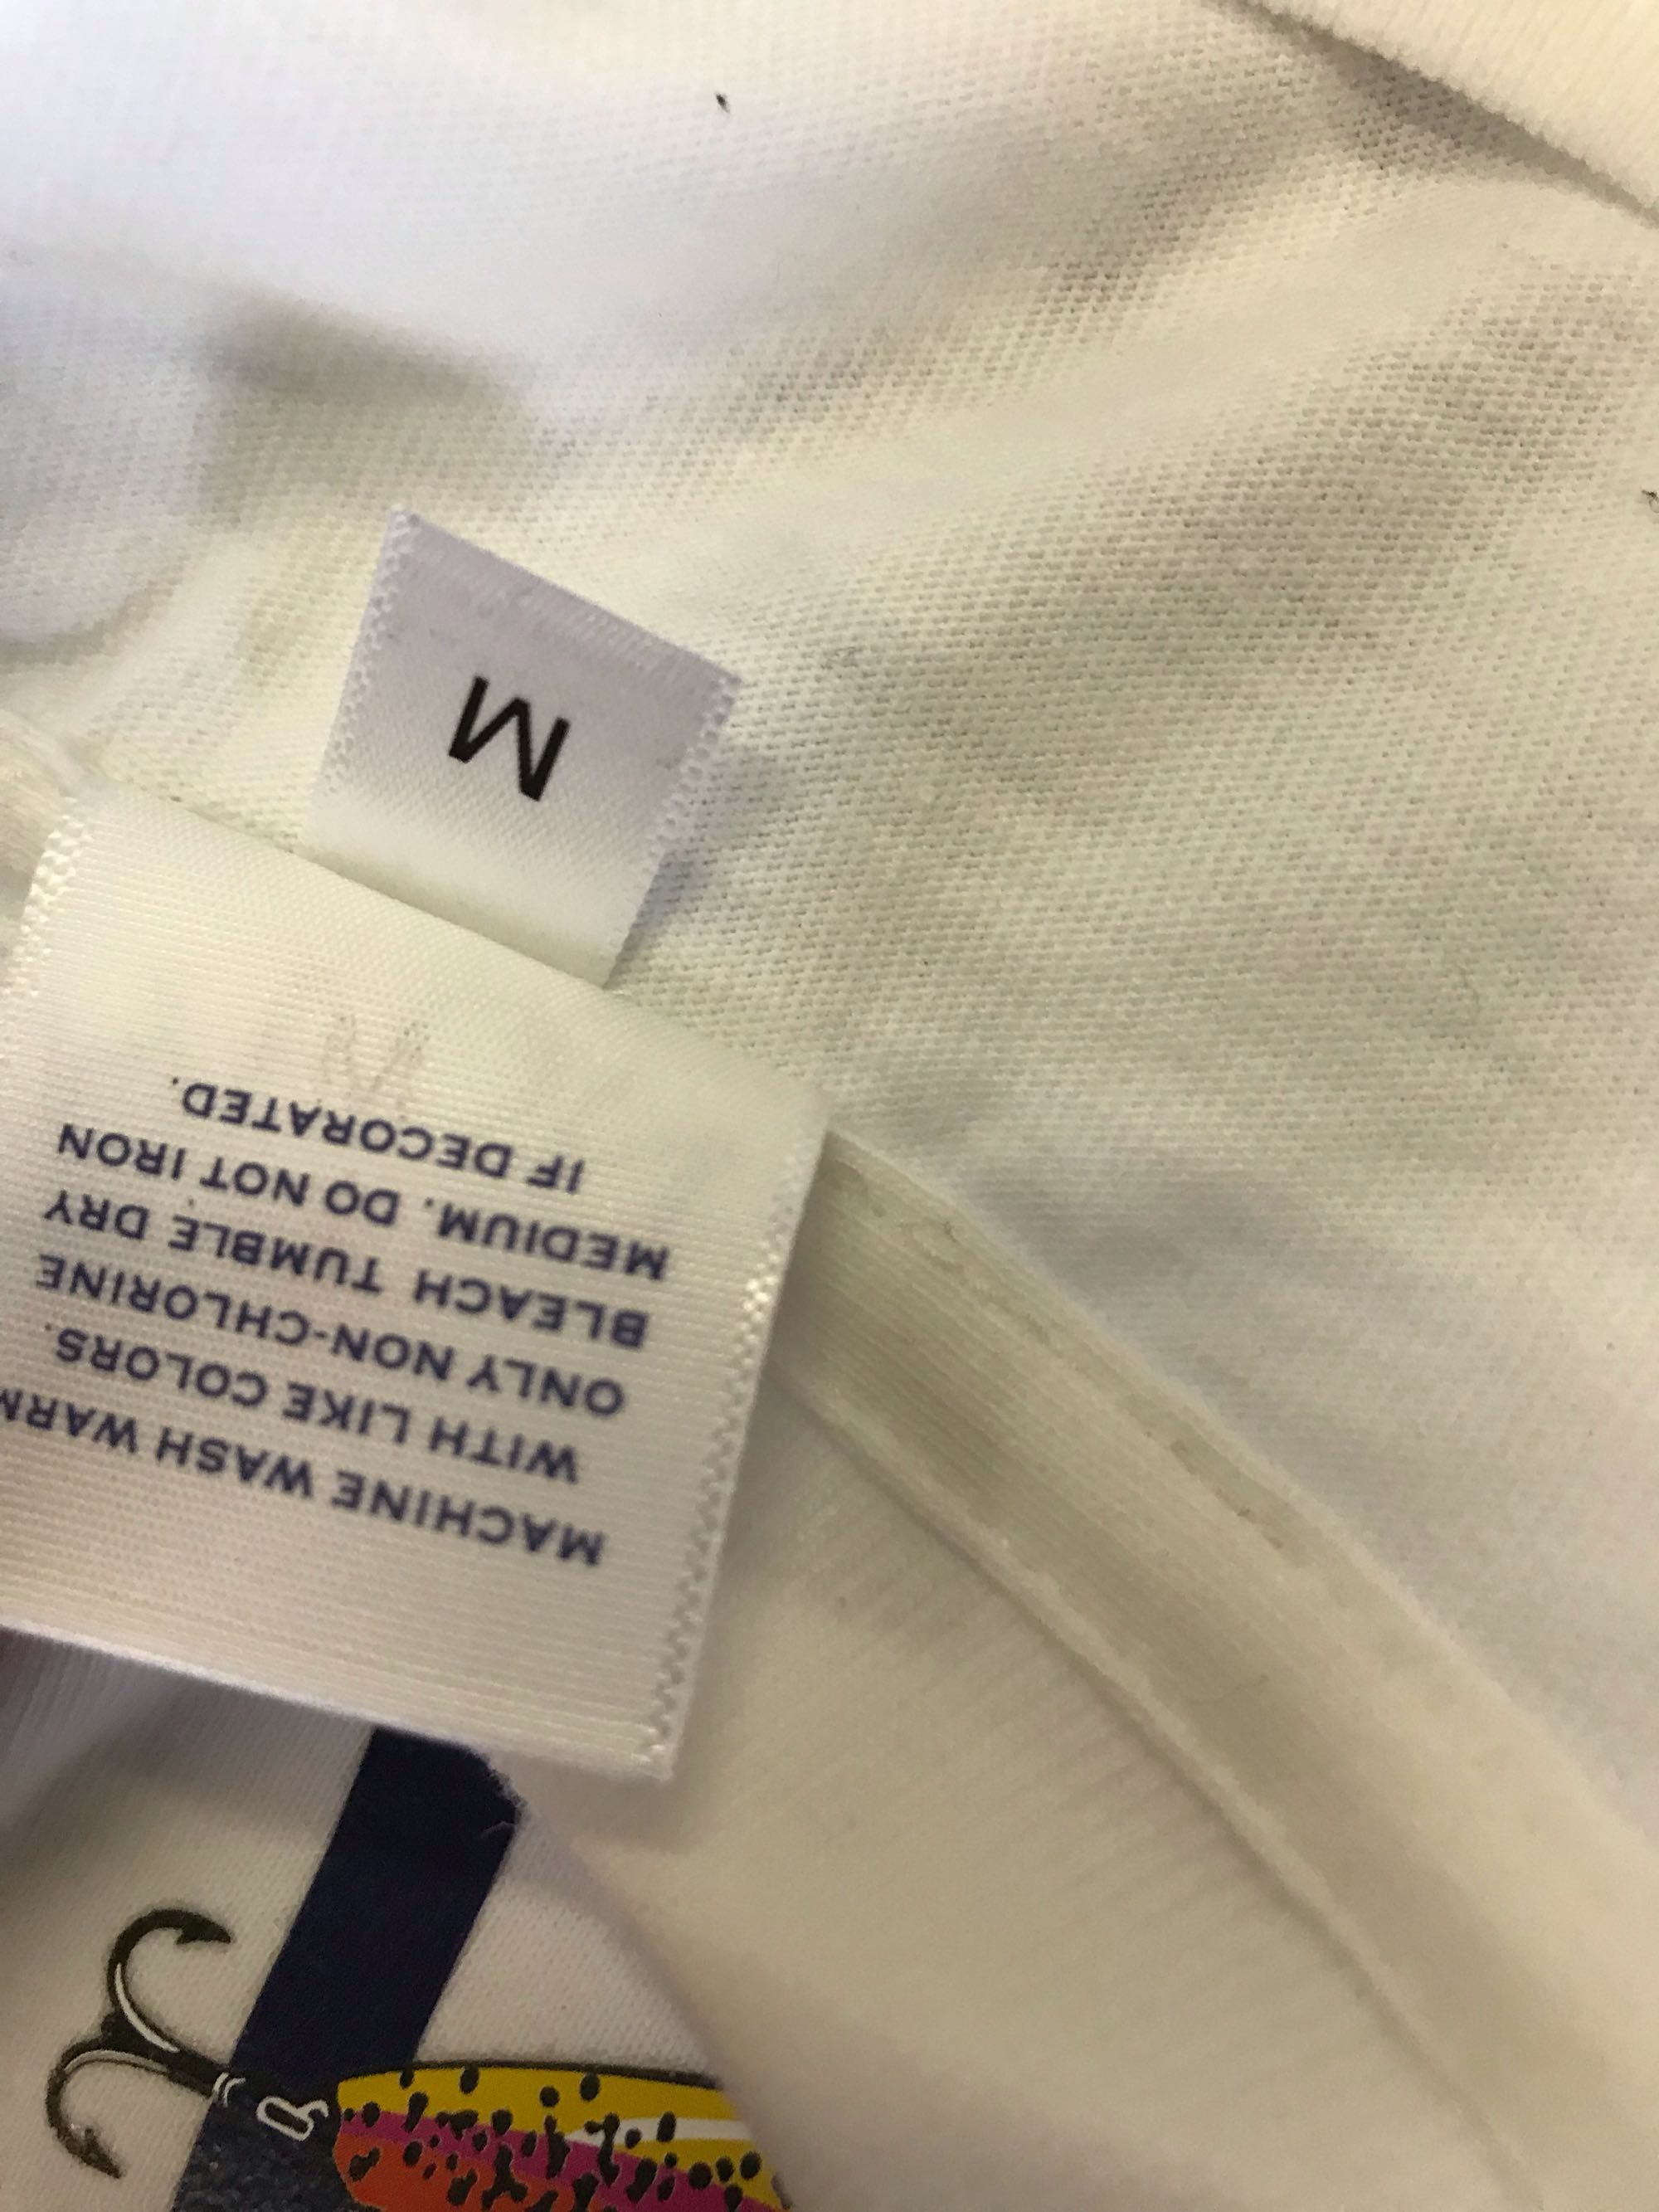 M
MACHINE WASH WARM
WITH LIKE COLORS.
ONLY NON-CHLORINE
BLEACH TUMBLE DRY
MEDIUM. DO NOT IRON
IF DECORATED.